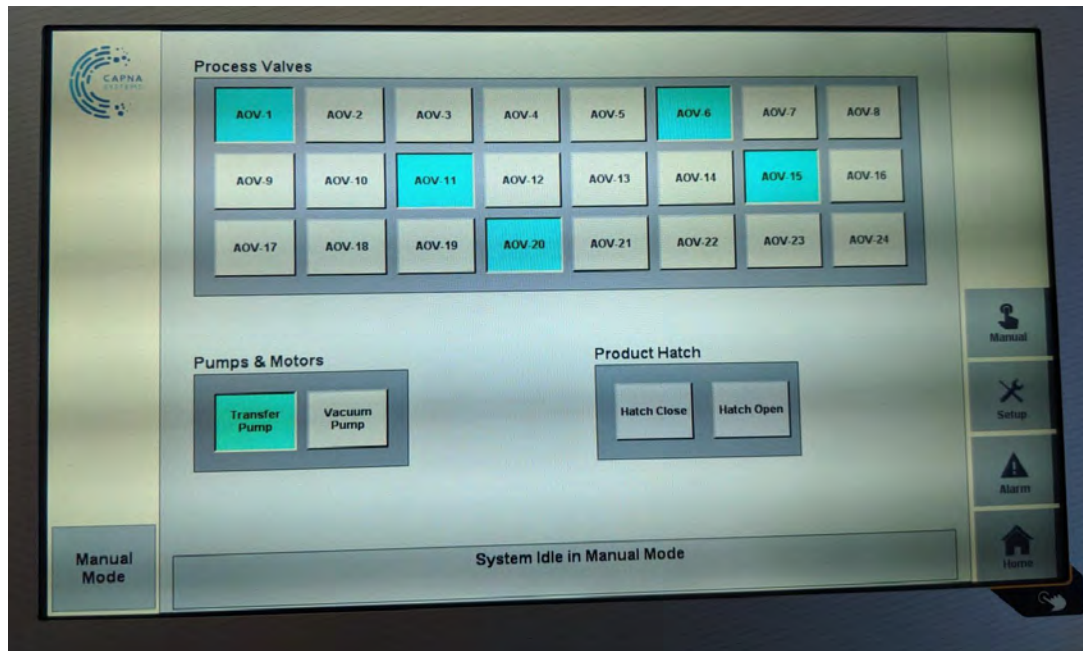 CAPNA
systems
Process Valves
AOV-1 AOV-2 AOV-3 AOV-4 AOV-5 AOV-6 AOV-7 AOV-8
AOV-9 AOV-10 AOV-11 AOV-12 AOV-13 AOV-14 AOV-15 AOV-16
AOV-17 AOV-18 AOV-19 AOV-20 AOV-21 AOV-22 AOV-23 AOV-24
Manual
Pumps & Motors
Transfer
Pump
Vacuum
Pump
Product Hatch
Hatch Close Hatch Open
Setup
Alarm
Manual
Mode
System Idle in Manual Mode
Home